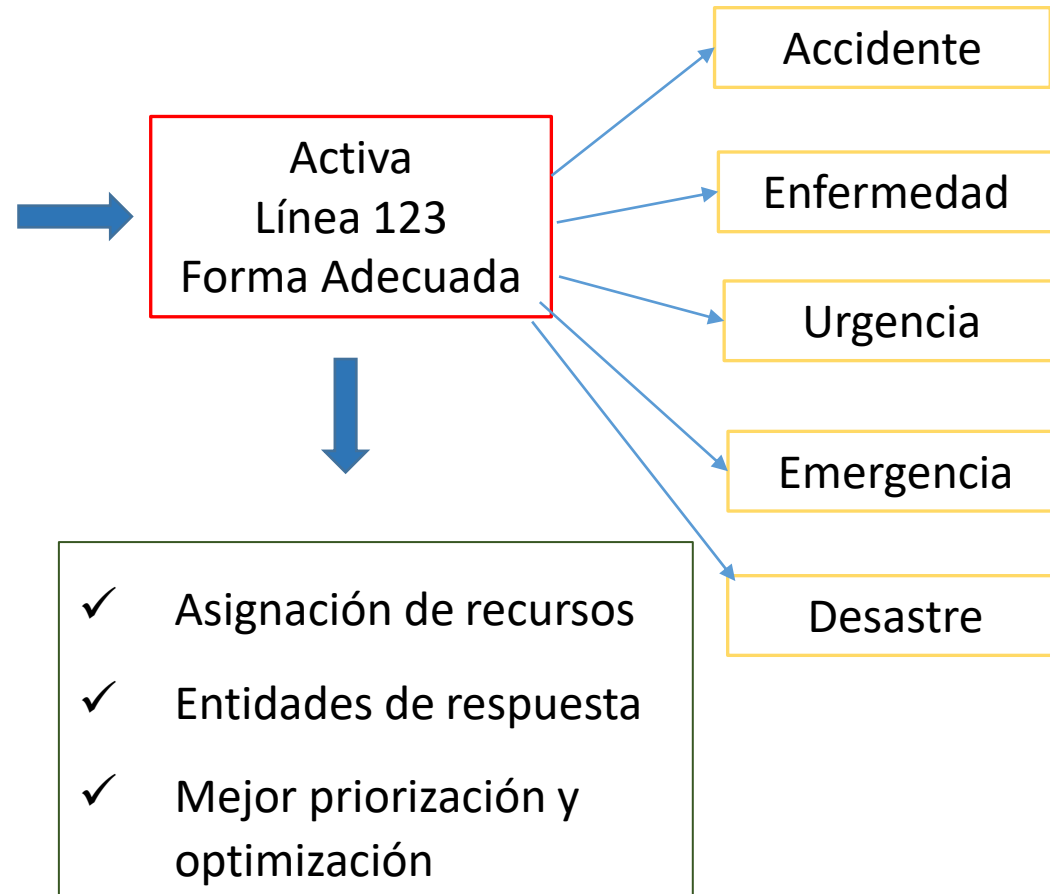 Activa
Línea 123
Forma Adecuada
Accidente
Enfermedad
Urgencia
Emergencia
Desastre
✓ Asignación de recursos
✓ Entidades de respuesta
✓ Mejor priorización y
optimización